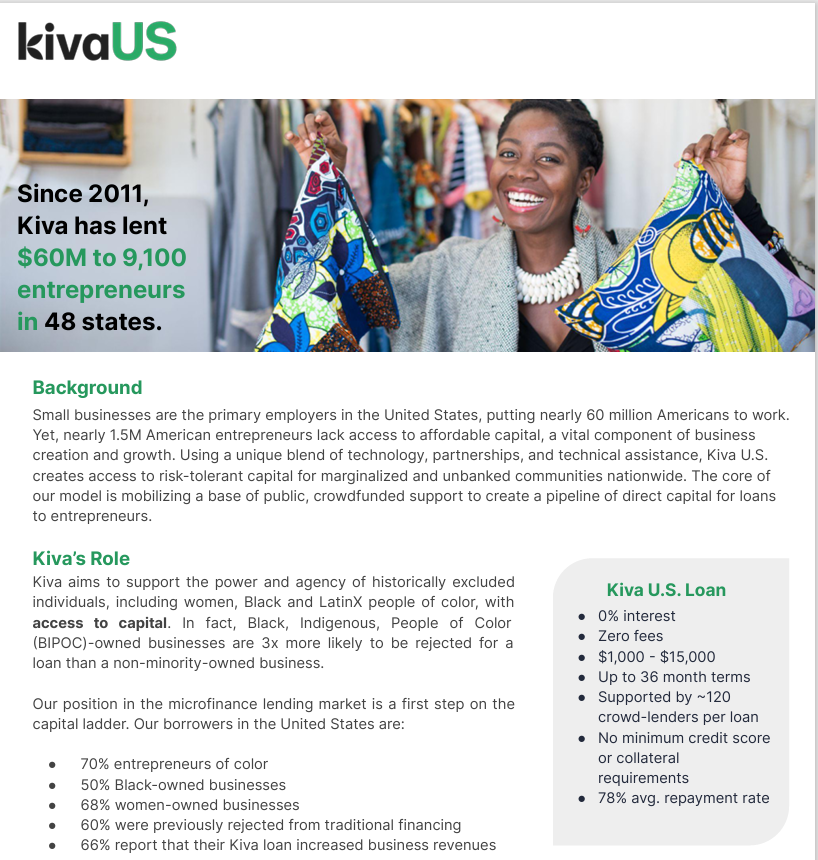 kivaUS
Since 2011,
Kiva has lent
$60M to 9,100
entrepreneurs
in 48 states.
Background
Small businesses are the primary employers in the United States, putting nearly 60 million Americans to work.
Yet, nearly 1.5M American entrepreneurs lack access to affordable capital, a vital component of business
creation and growth. Using a unique blend of technology, partnerships, and technical assistance, Kiva U.S.
creates access to risk-tolerant capital for marginalized and unbanked communities nationwide. The core of
our model is mobilizing a base of public, crowdfunded support to create a pipeline of direct capital for loans
to entrepreneurs.
Kiva's Role
Kiva aims to support the power and agency of historically excluded
individuals, including women, Black and LatinX people of color, with
access to capital. In fact, Black, Indigenous, People of Color
(BIPOC)-owned businesses are 3x more likely to be rejected for a
loan than a non-minority-owned business.
Our position in the microfinance lending market is a first step on the
capital ladder. Our borrowers in the United States are:
● 70% entrepreneurs of color
● 50% Black-owned businesses
● 68% women-owned businesses
● 60% were previously rejected from traditional financing
● 66% report that their Kiva loan increased business revenues
Kiva U.S. Loan
● 0% interest
● Zero fees
● $1,000 - $15,000
● Up to 36 month terms
● Supported by ~120
crowd-lenders per loan
● No minimum credit score
or collateral
requirements
● 78% avg. repayment rate